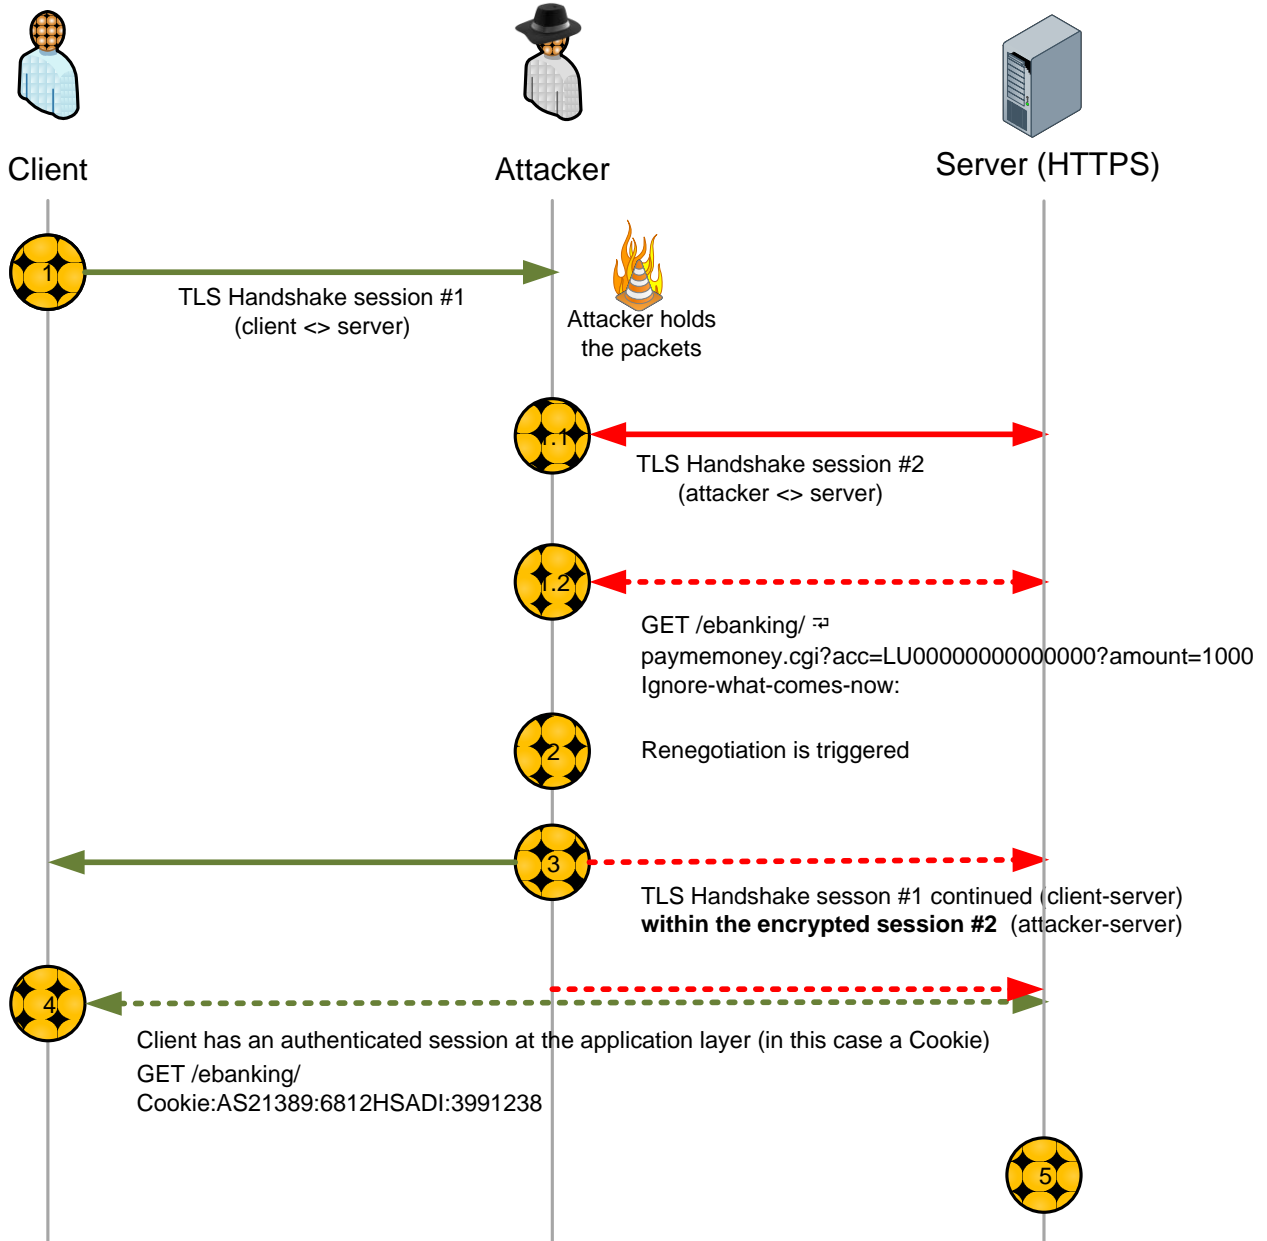 Client
Attacker
Server (HTTPS)
1
TLS Handshake session #1
(client <> server)
Attacker holds
the packets
1.1
TLS Handshake session #2
(attacker <> server)
1.2
GET /ebanking/
paymemoney.cgi?acc=LU00000000000000?amount=1000
Ignore-what-comes-now:
2
Renegotiation is triggered
3
TLS Handshake sesson #1 continued (client-server)
within the encrypted session #2 (attacker-server)
4
Client has an authenticated session at the application layer (in this case a Cookie)
GET /ebanking/
Cookie:AS21389:6812HSADI:3991238
5